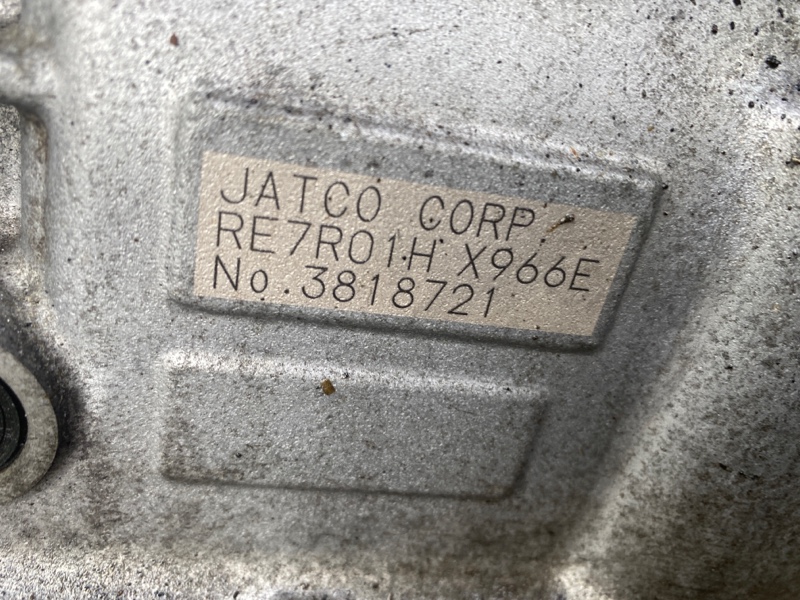 JATCO CORP
RE7R01H X966E
No.3818721